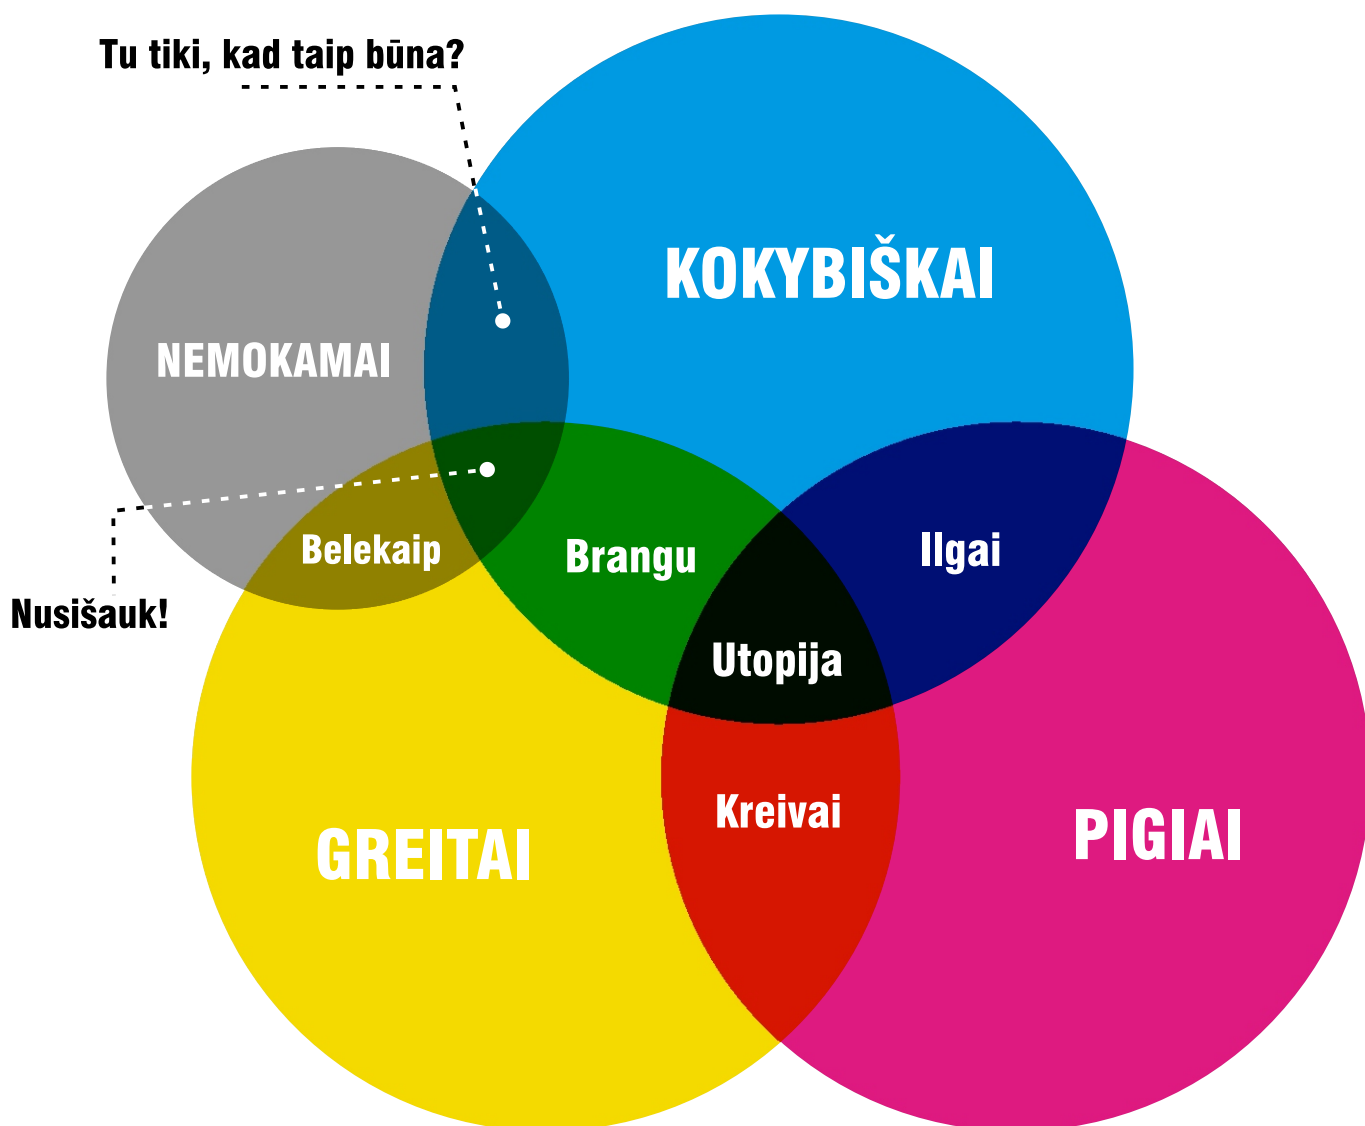 Tu tiki, kad taip būna?
KOKYBIŠKAI
NEMOKAMAI
Belekaip
Brangu
Ilgai
Nusišauk!
Utopija
Kreivai
GREITAI
PIGIAI